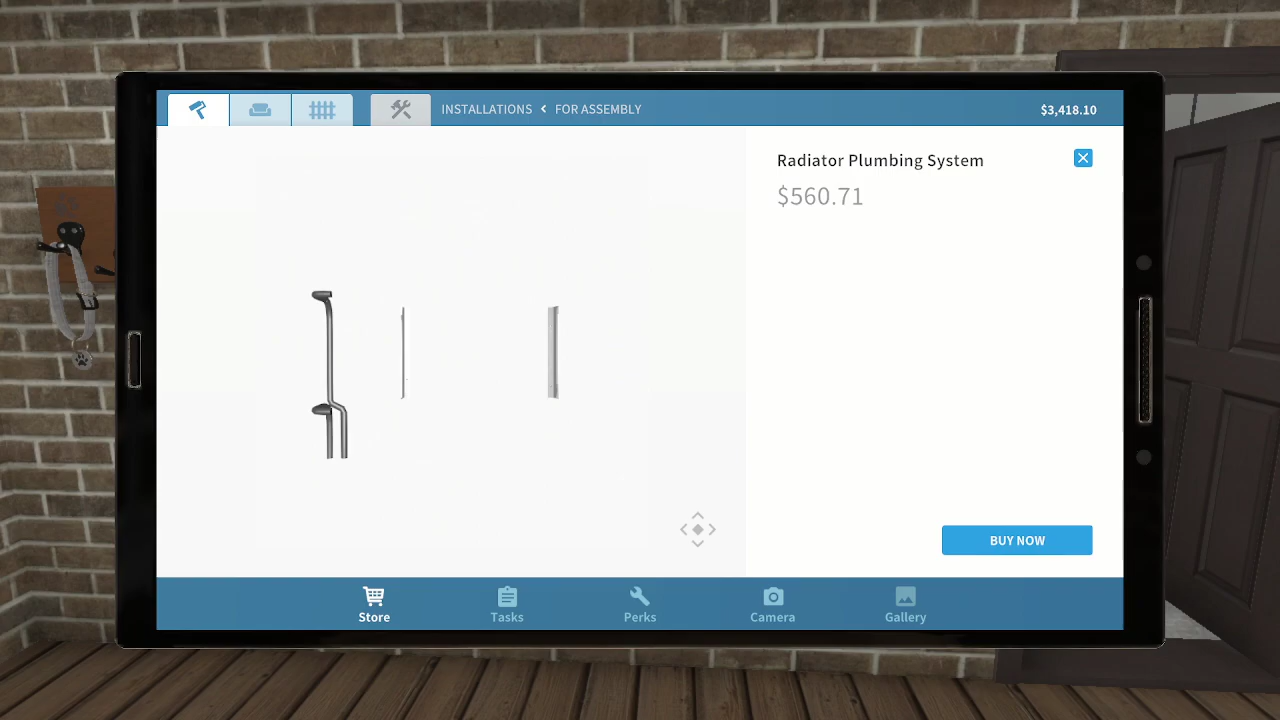 INSTALLATIONS < FOR ASSEMBLY
$3,418.10
Radiator Plumbing System
$560.71
BUY NOW
Store
Tasks
Perks
Camera
Gallery